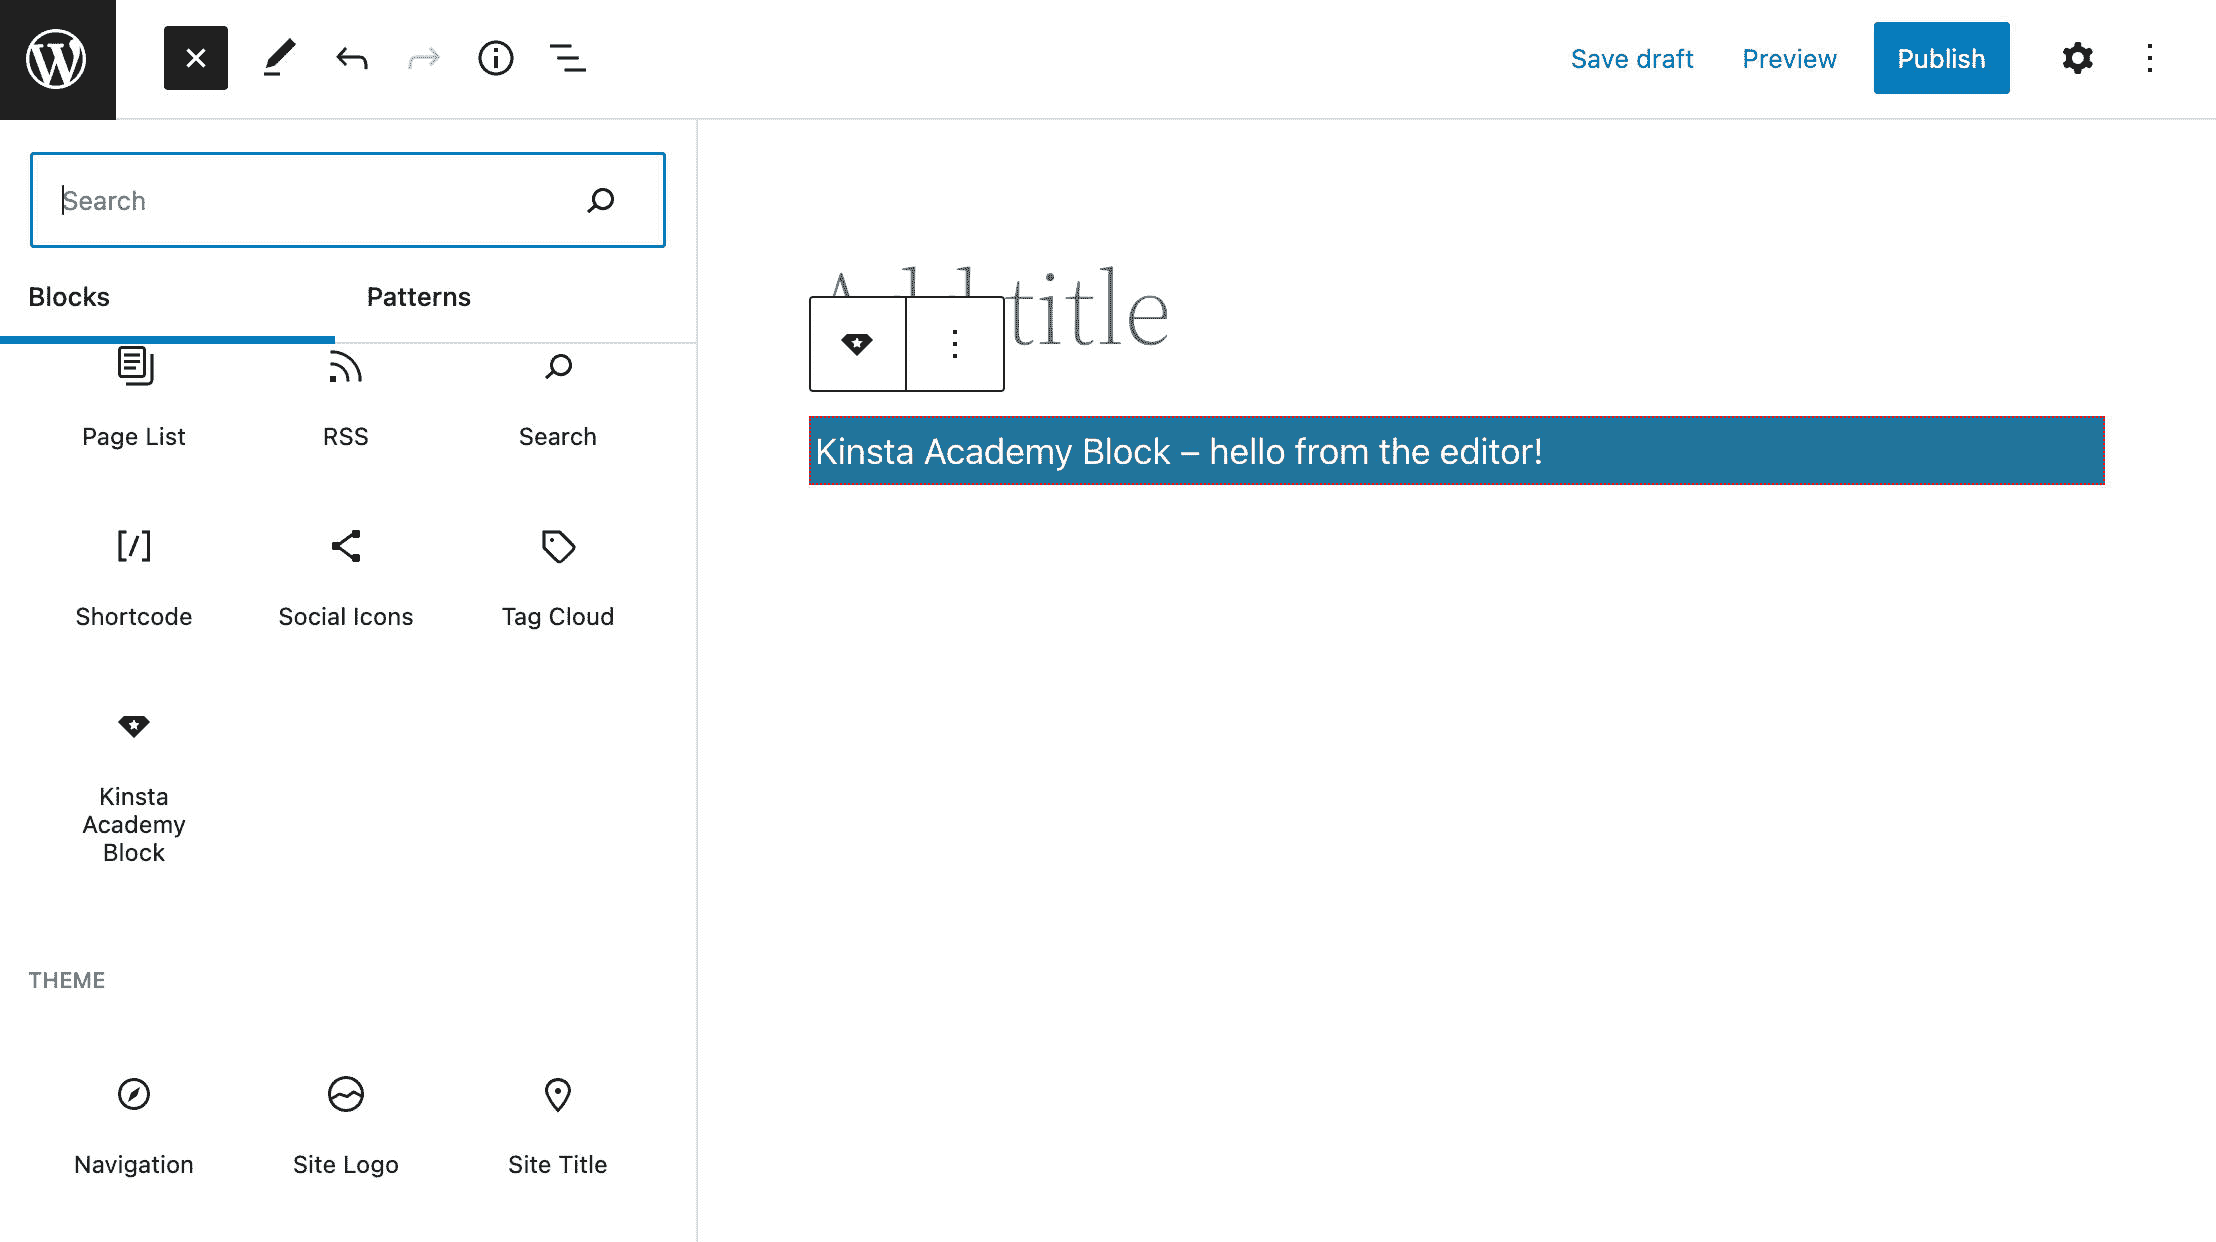 Save draft Preview Publish
Search
Blocks Patterns
Add title
Page List RSS Search
Kinsta Academy Block – hello from the editor!
Shortcode Social Icons Tag Cloud
Kinsta
Academy
Block
THEME
Navigation Site Logo Site Title